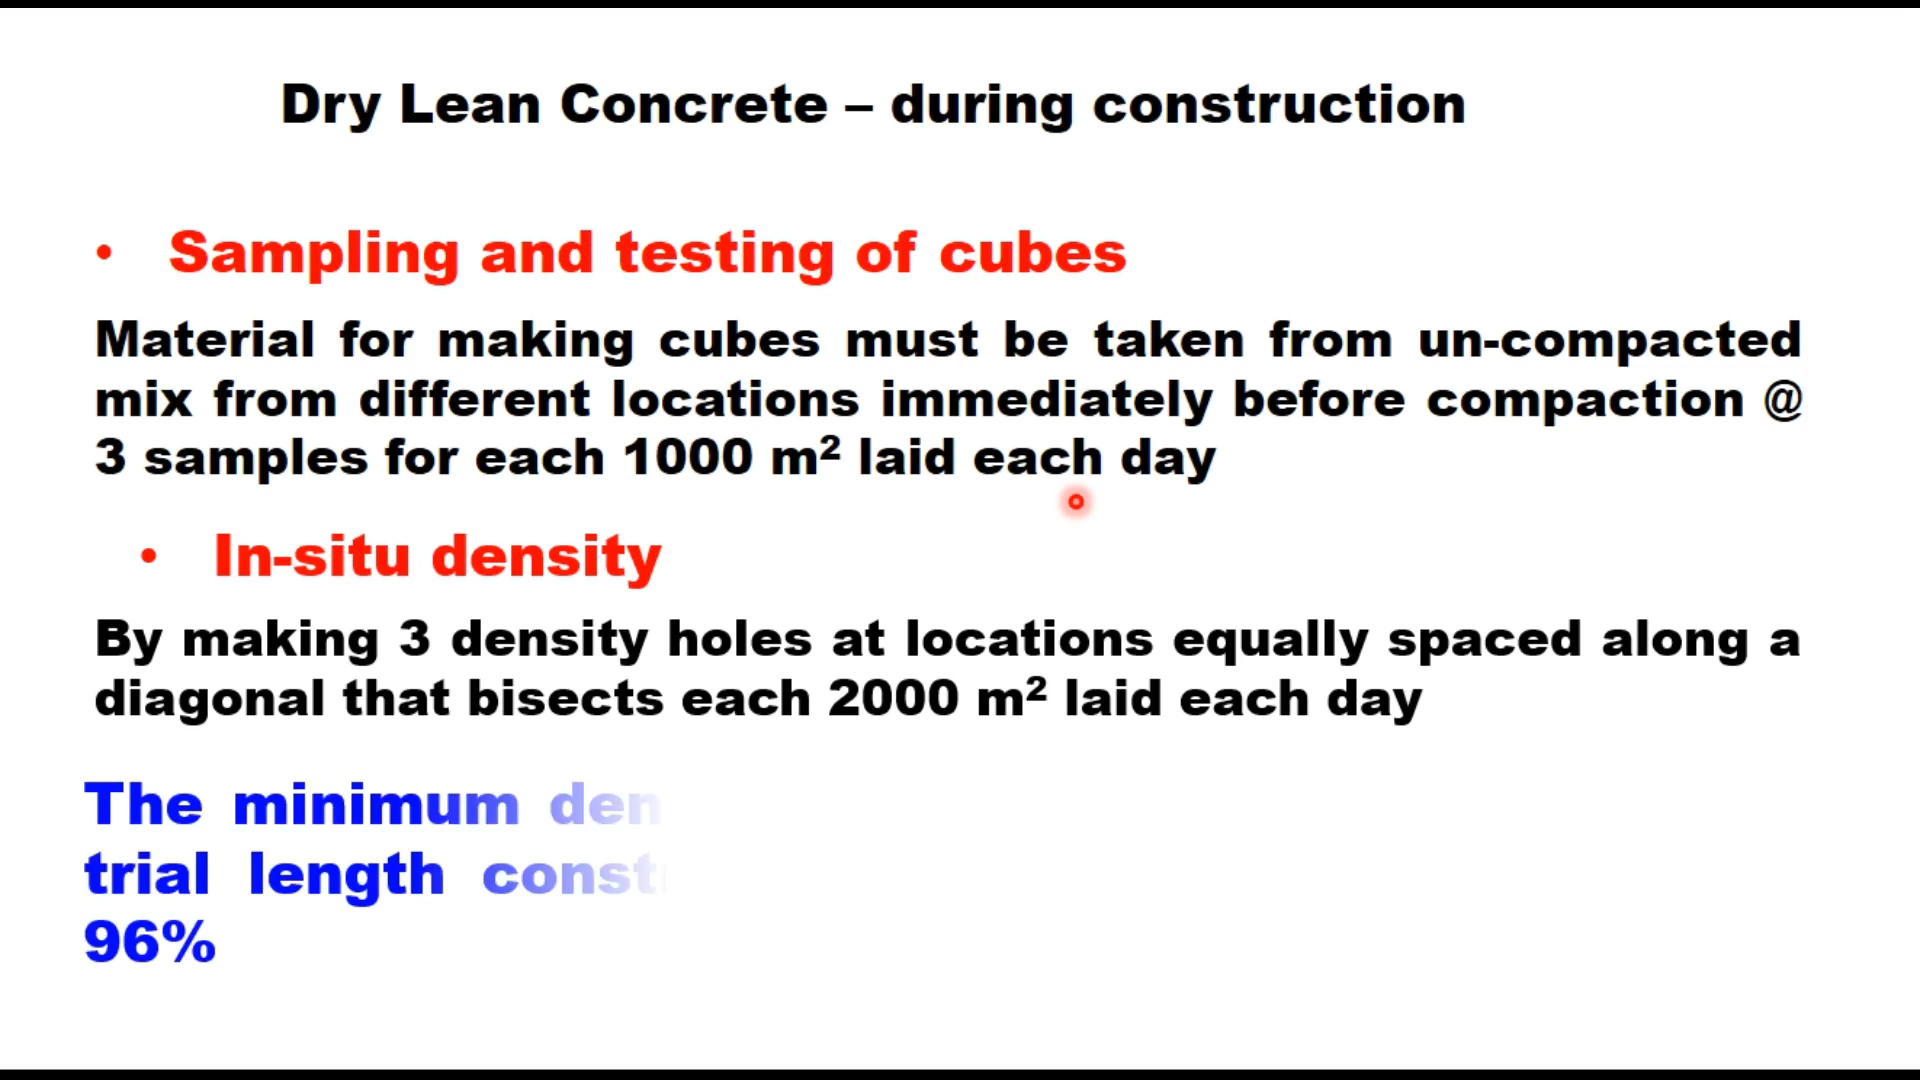 Dry Lean Concrete – during construction
• Sampling and testing of cubes
Material for making cubes must be taken from un-compacted
mix from different locations immediately before compaction @
3 samples for each 1000 m² laid each day
• In-situ density
By making 3 density holes at locations equally spaced along a
diagonal that bisects each 2000 m² laid each day
The minimum
trial length
96%